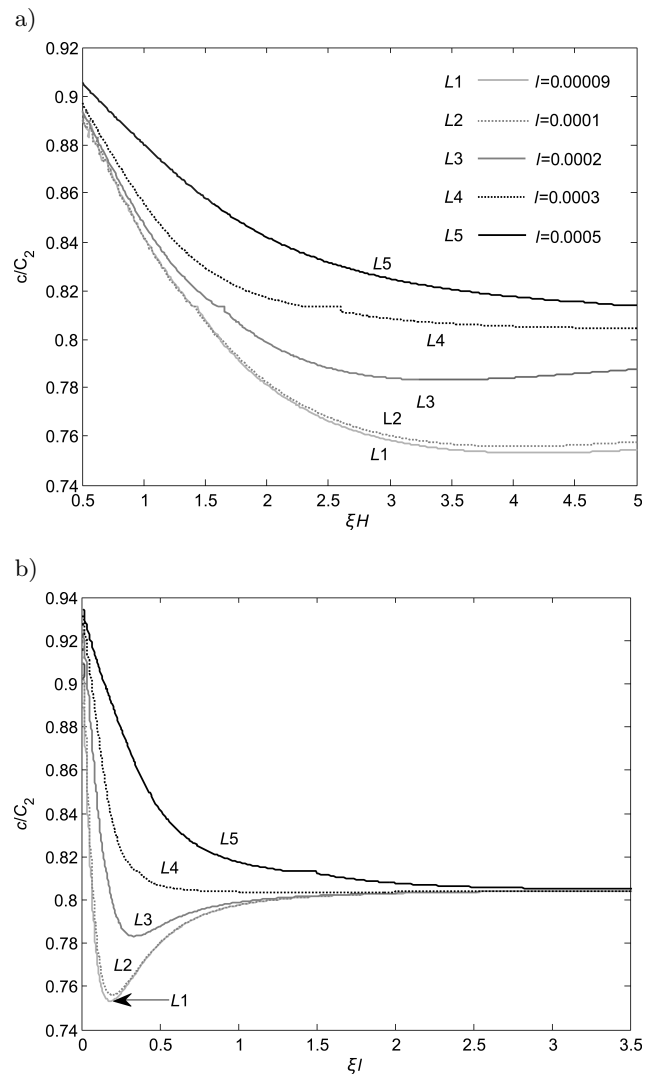 a)
0.92
0.9
0.88
0.86
0.84
0.82
0.8
0.78
0.76
0.74
c/C2
L1 l=0.00009
L2 l=0.0001
L3 l=0.0002
L4 l=0.0003
L5 l=0.0005
L5
L4
L3
L2
L1
0.5 1 1.5 2 2.5 3 3.5 4 4.5 5
ξH
b)
0.94
0.92
0.9
0.88
0.86
0.84
0.82
0.8
0.78
0.76
0.74
c/C2
L5
L4
L3
L2
L1
0 0.5 1 1.5 2 2.5 3 3.5
ξl